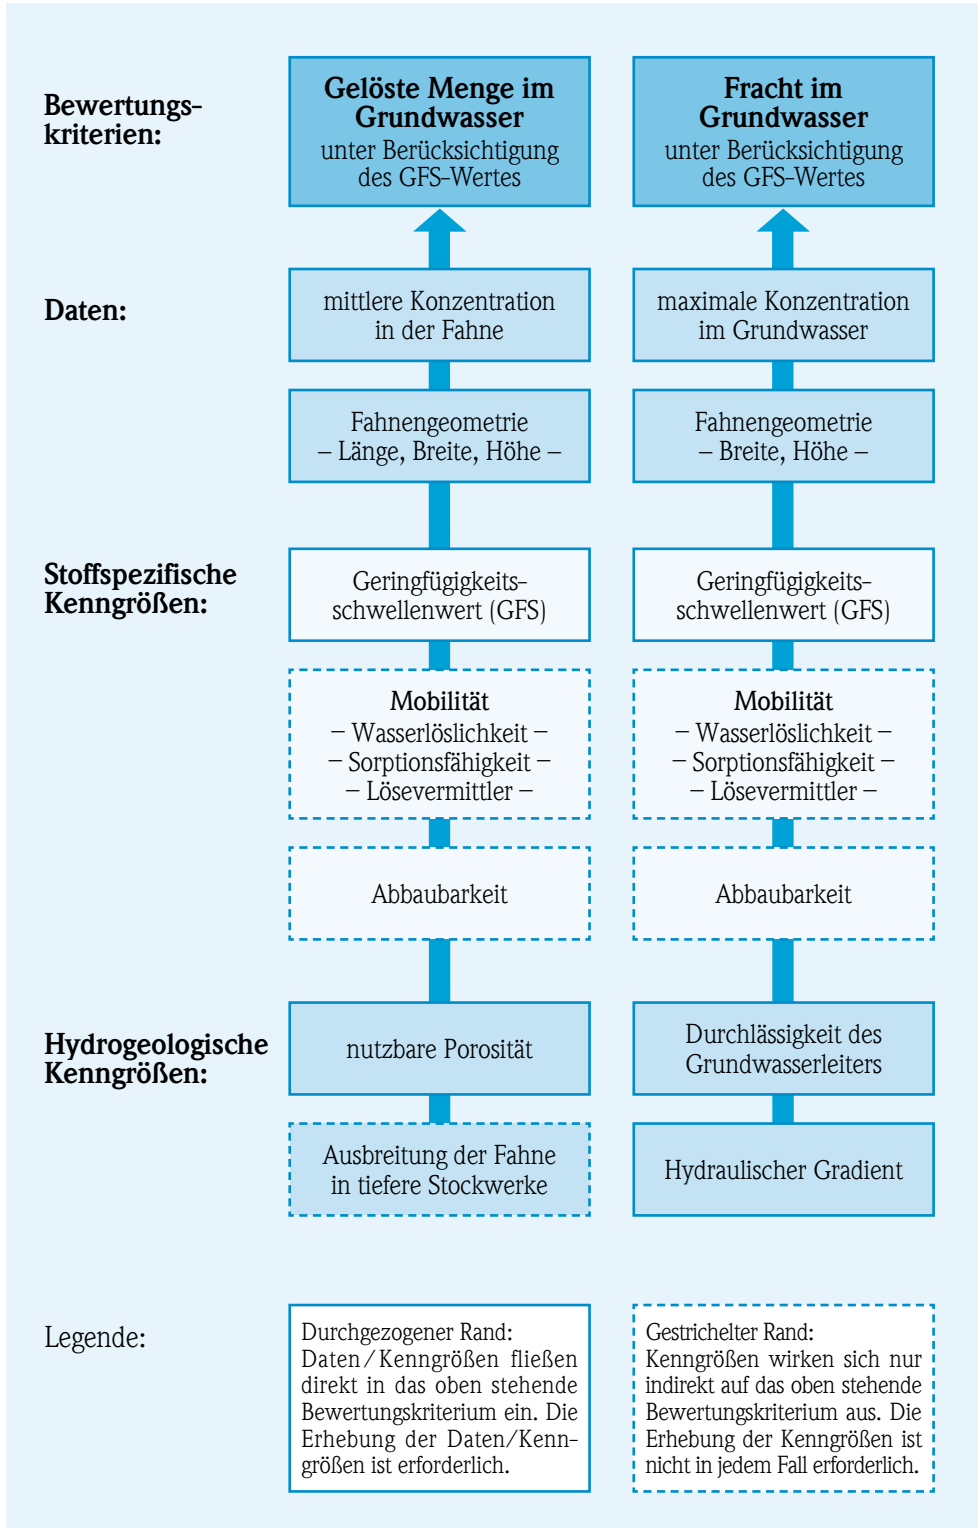 Bewertungs-
kriterien:
Gelöste Menge im
Grundwasser
unter Berücksichtigung
des GFS-Wertes
Fracht im
Grundwasser
unter Berücksichtigung
des GFS-Wertes
Daten:
mittlere Konzentration
in der Fahne
maximale Konzentration
im Grundwasser
Fahnengeometrie
– Länge, Breite, Höhe –
Fahnengeometrie
– Breite, Höhe –
Stoffspezifische
Kenngrößen:
Geringfügigkeits-
schwellenwert (GFS)
Geringfügigkeits-
schwellenwert (GFS)
Mobilität
– Wasserlöslichkeit –
– Sorptionsfähigkeit –
– Lösevermittler –
Mobilität
– Wasserlöslichkeit –
– Sorptionsfähigkeit –
– Lösevermittler –
Abbaubarkeit
Abbaubarkeit
Hydrogeologische
Kenngrößen:
nutzbare Porosität
Durchlässigkeit des
Grundwasserleiters
Ausbreitung der Fahne
in tiefere Stockwerke
Hydraulischer Gradient
Legende:
Durchgezogener Rand:
Daten/Kenngrößen fließen
direkt in das oben stehende
Bewertungskriterium ein. Die
Erhebung der Daten/Kenn-
größen ist erforderlich.
Gestrichelter Rand:
Kenngrößen wirken sich nur
indirekt auf das oben stehende
Bewertungskriterium aus. Die
Erhebung der Kenngrößen ist
nicht in jedem Fall erforderlich.